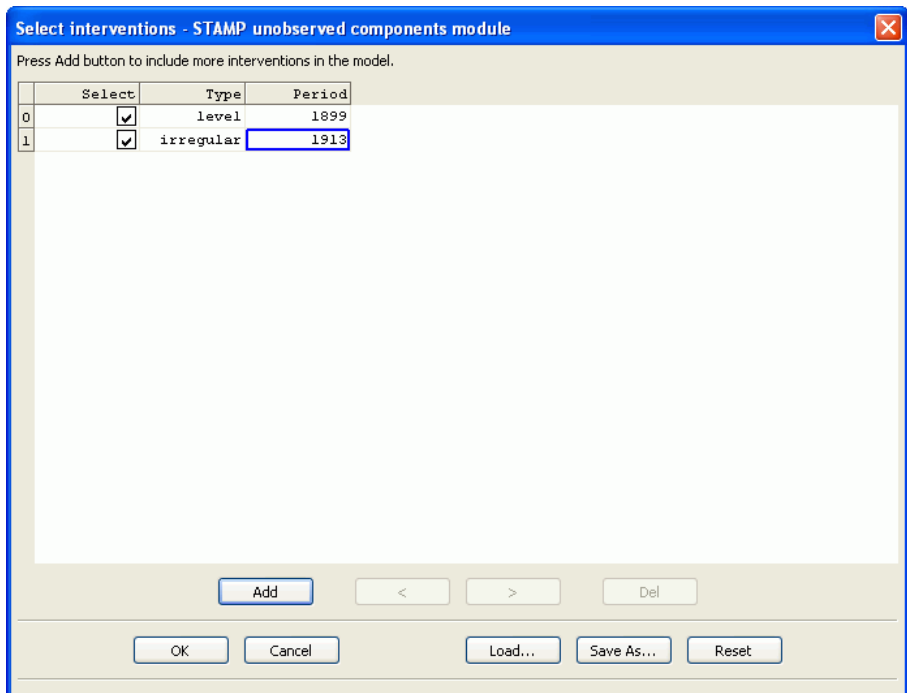 Select interventions - STAMP unobserved components module
Press Add button to include more interventions in the model.
Select Type Period
0 level 1899
1 irregular 1913
Add < > Del
OK Cancel Load... Save As... Reset